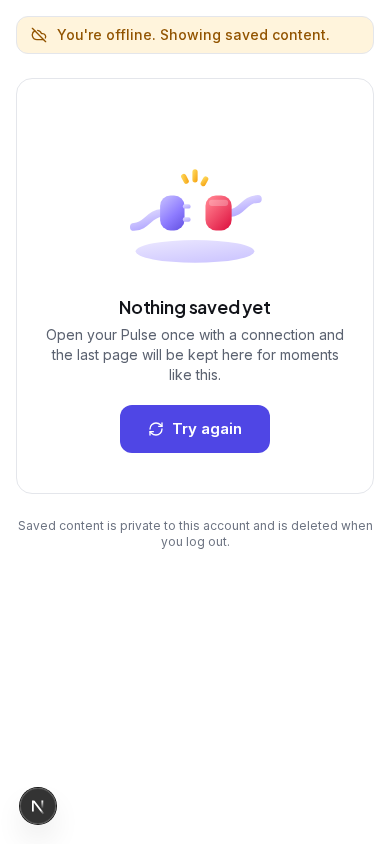 You're offline. Showing saved content.
Nothing saved yet
Open your Pulse once with a connection and
the last page will be kept here for moments
like this.
Try again
Saved content is private to this account and is deleted when
you log out.
N